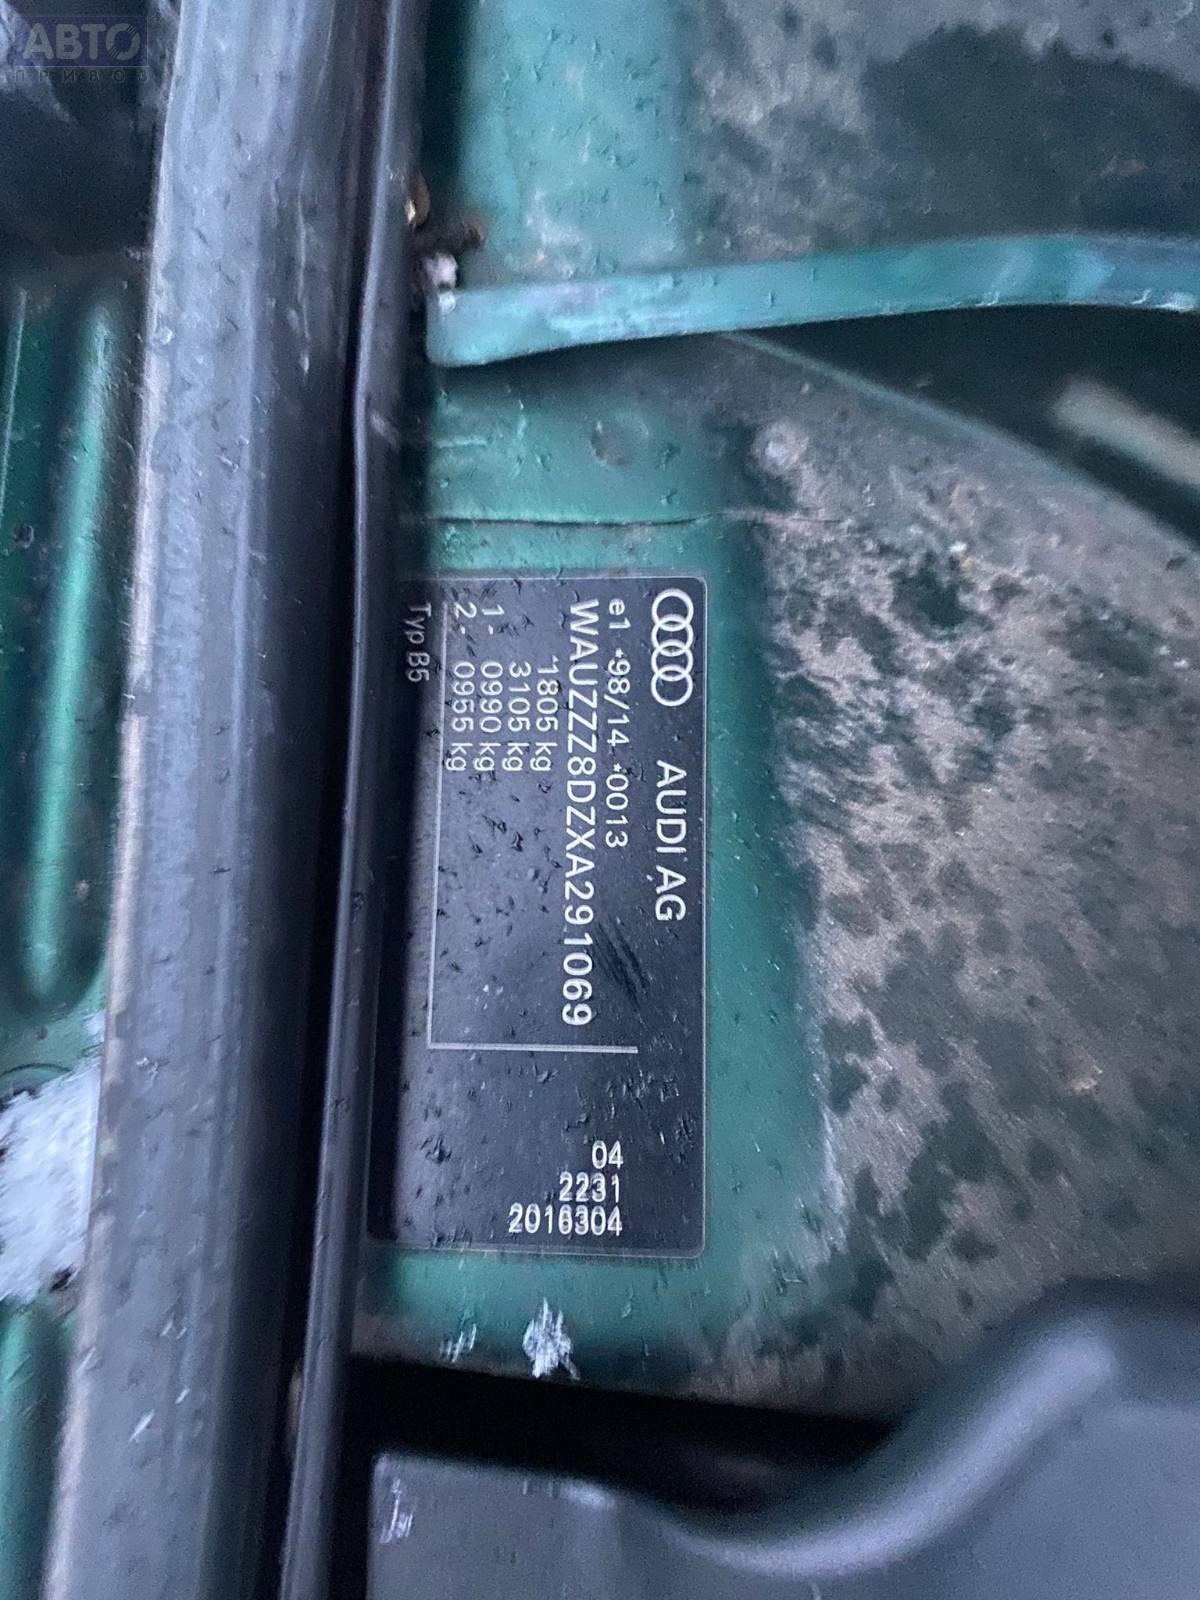 АВТО
ПРИВОЗ
AUDI AG
e1 *98/14 *0013
WAUZZZ8DZXA291069
1805 kg
3105 kg
1- 0990 kg
2- 0955 kg
Typ B5
04
2231
2016304